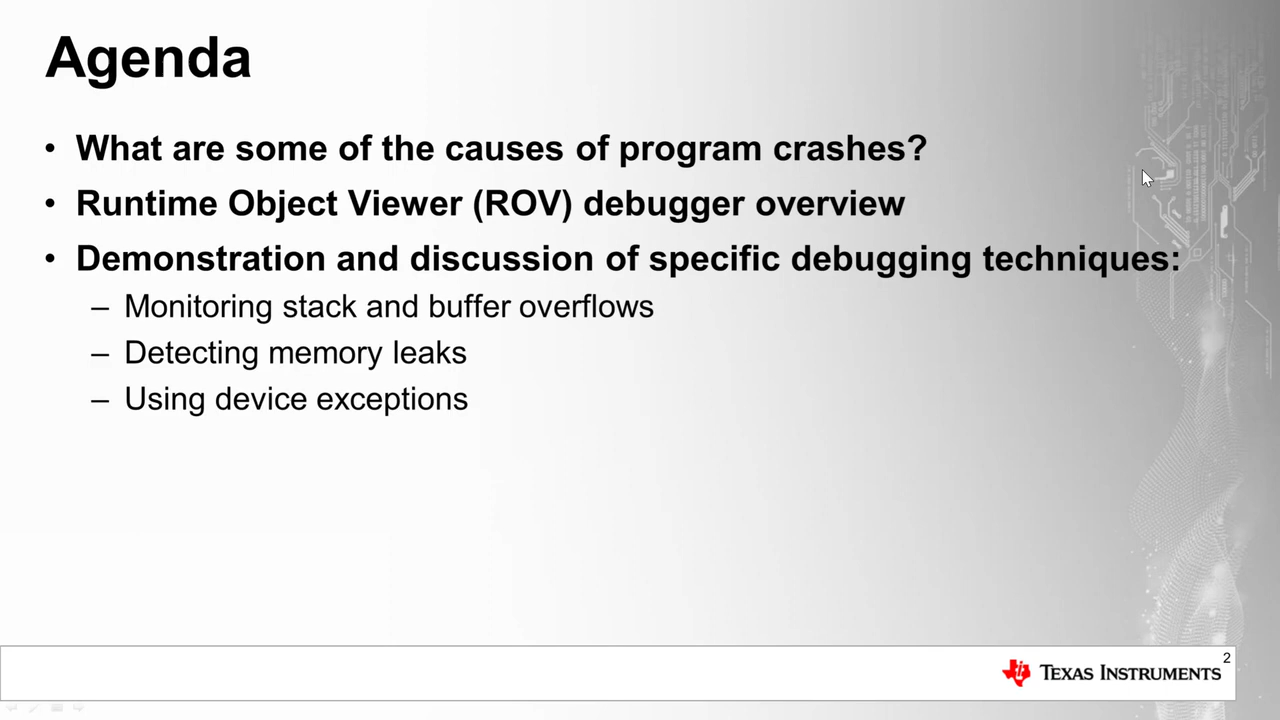 Agenda
• What are some of the causes of program crashes?
• Runtime Object Viewer (ROV) debugger overview
• Demonstration and discussion of specific debugging techniques:
– Monitoring stack and buffer overflows
– Detecting memory leaks
– Using device exceptions
2
TEXAS INSTRUMENTS